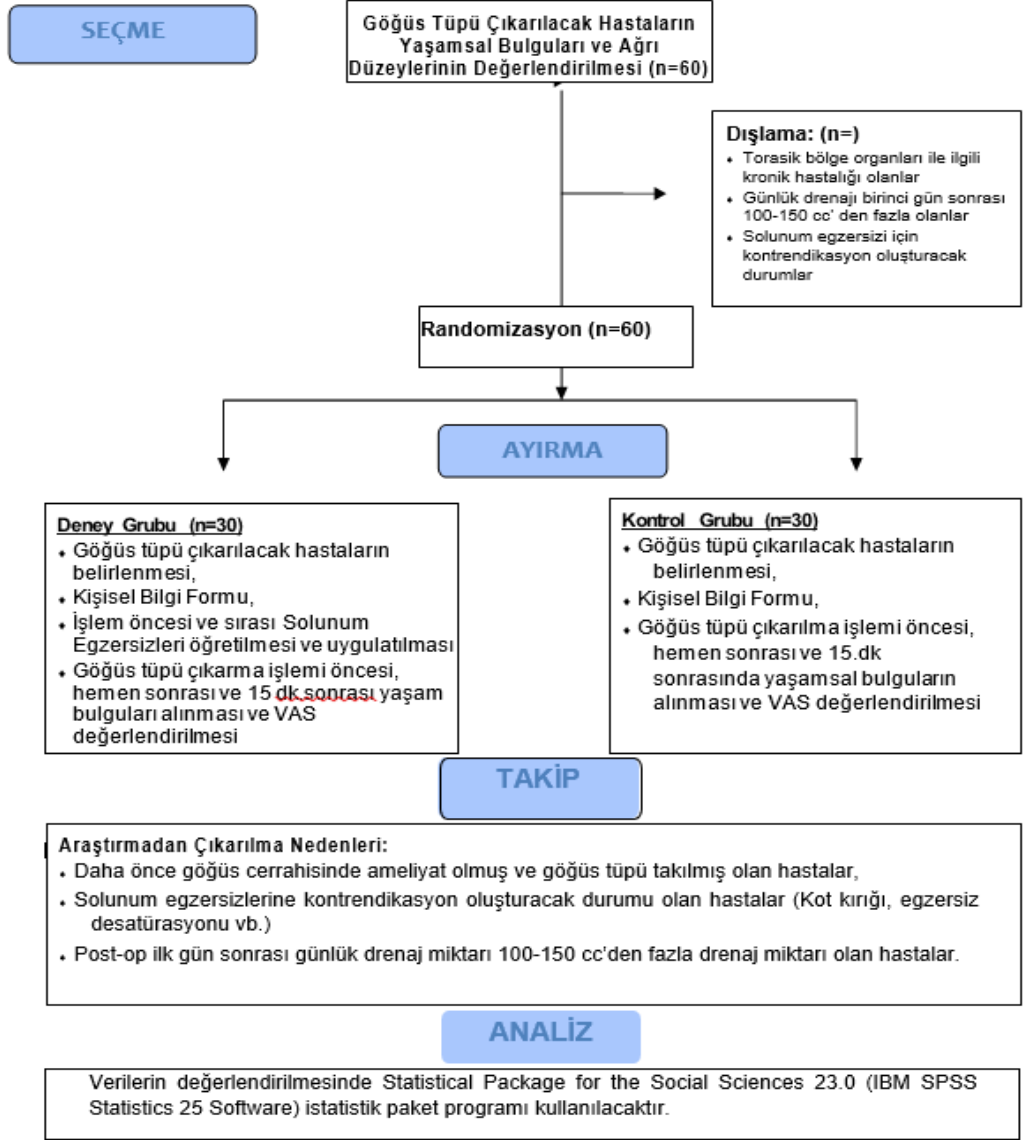 SEÇME
Göğüs Tüpü Çıkarılacak Hastaların
Yaşamsal Bulguları ve Ağrı
Düzeylerinin Değerlendirilmesi (n=60)
Dışlama: (n=)
• Torasik bölge organları ile ilgili
kronik hastalığı olanlar
• Günlük drenajı birinci gün sonrası
100-150 cc' den fazla olanlar
• Solunum egzersizi için
kontrendikasyon oluşturacak
durumlar
Randomizasyon (n=60)
AYIRMA
Deney Grubu (n=30)
• Göğüs tüpü çıkarılacak hastaların
belirlenmesi,
• Kişisel Bilgi Formu,
• İşlem öncesi ve sırası Solunum
Egzersizleri öğretilmesi ve uygulatılması
• Göğüs tüpü çıkarma işlemi öncesi,
hemen sonrası ve 15 dk sonrası yaşam
bulguları alınması ve VAS
değerlendirilmesi
Kontrol Grubu (n=30)
• Göğüs tüpü çıkarılacak hastaların
belirlenmesi,
• Kişisel Bilgi Formu,
• Göğüs tüpü çıkarılma işlemi öncesi,
hemen sonrası ve 15.dk
sonrasında yaşamsal bulguların
alınması ve VAS değerlendirilmesi
TAKİP
Araştırmadan Çıkarılma Nedenleri:
• Daha önce göğüs cerrahisinde ameliyat olmuş ve göğüs tüpü takılmış olan hastalar,
• Solunum egzersizlerine kontrendikasyon oluşturacak durumu olan hastalar (Kot kırığı, egzersiz
desatürasyonu vb.)
• Post-op ilk gün sonrası günlük drenaj miktarı 100-150 cc'den fazla drenaj miktarı olan hastalar.
ANALİZ
Verilerin değerlendirilmesinde Statistical Package for the Social Sciences 23.0 (IBM SPSS
Statistics 25 Software) istatistik paket programı kullanılacaktır.